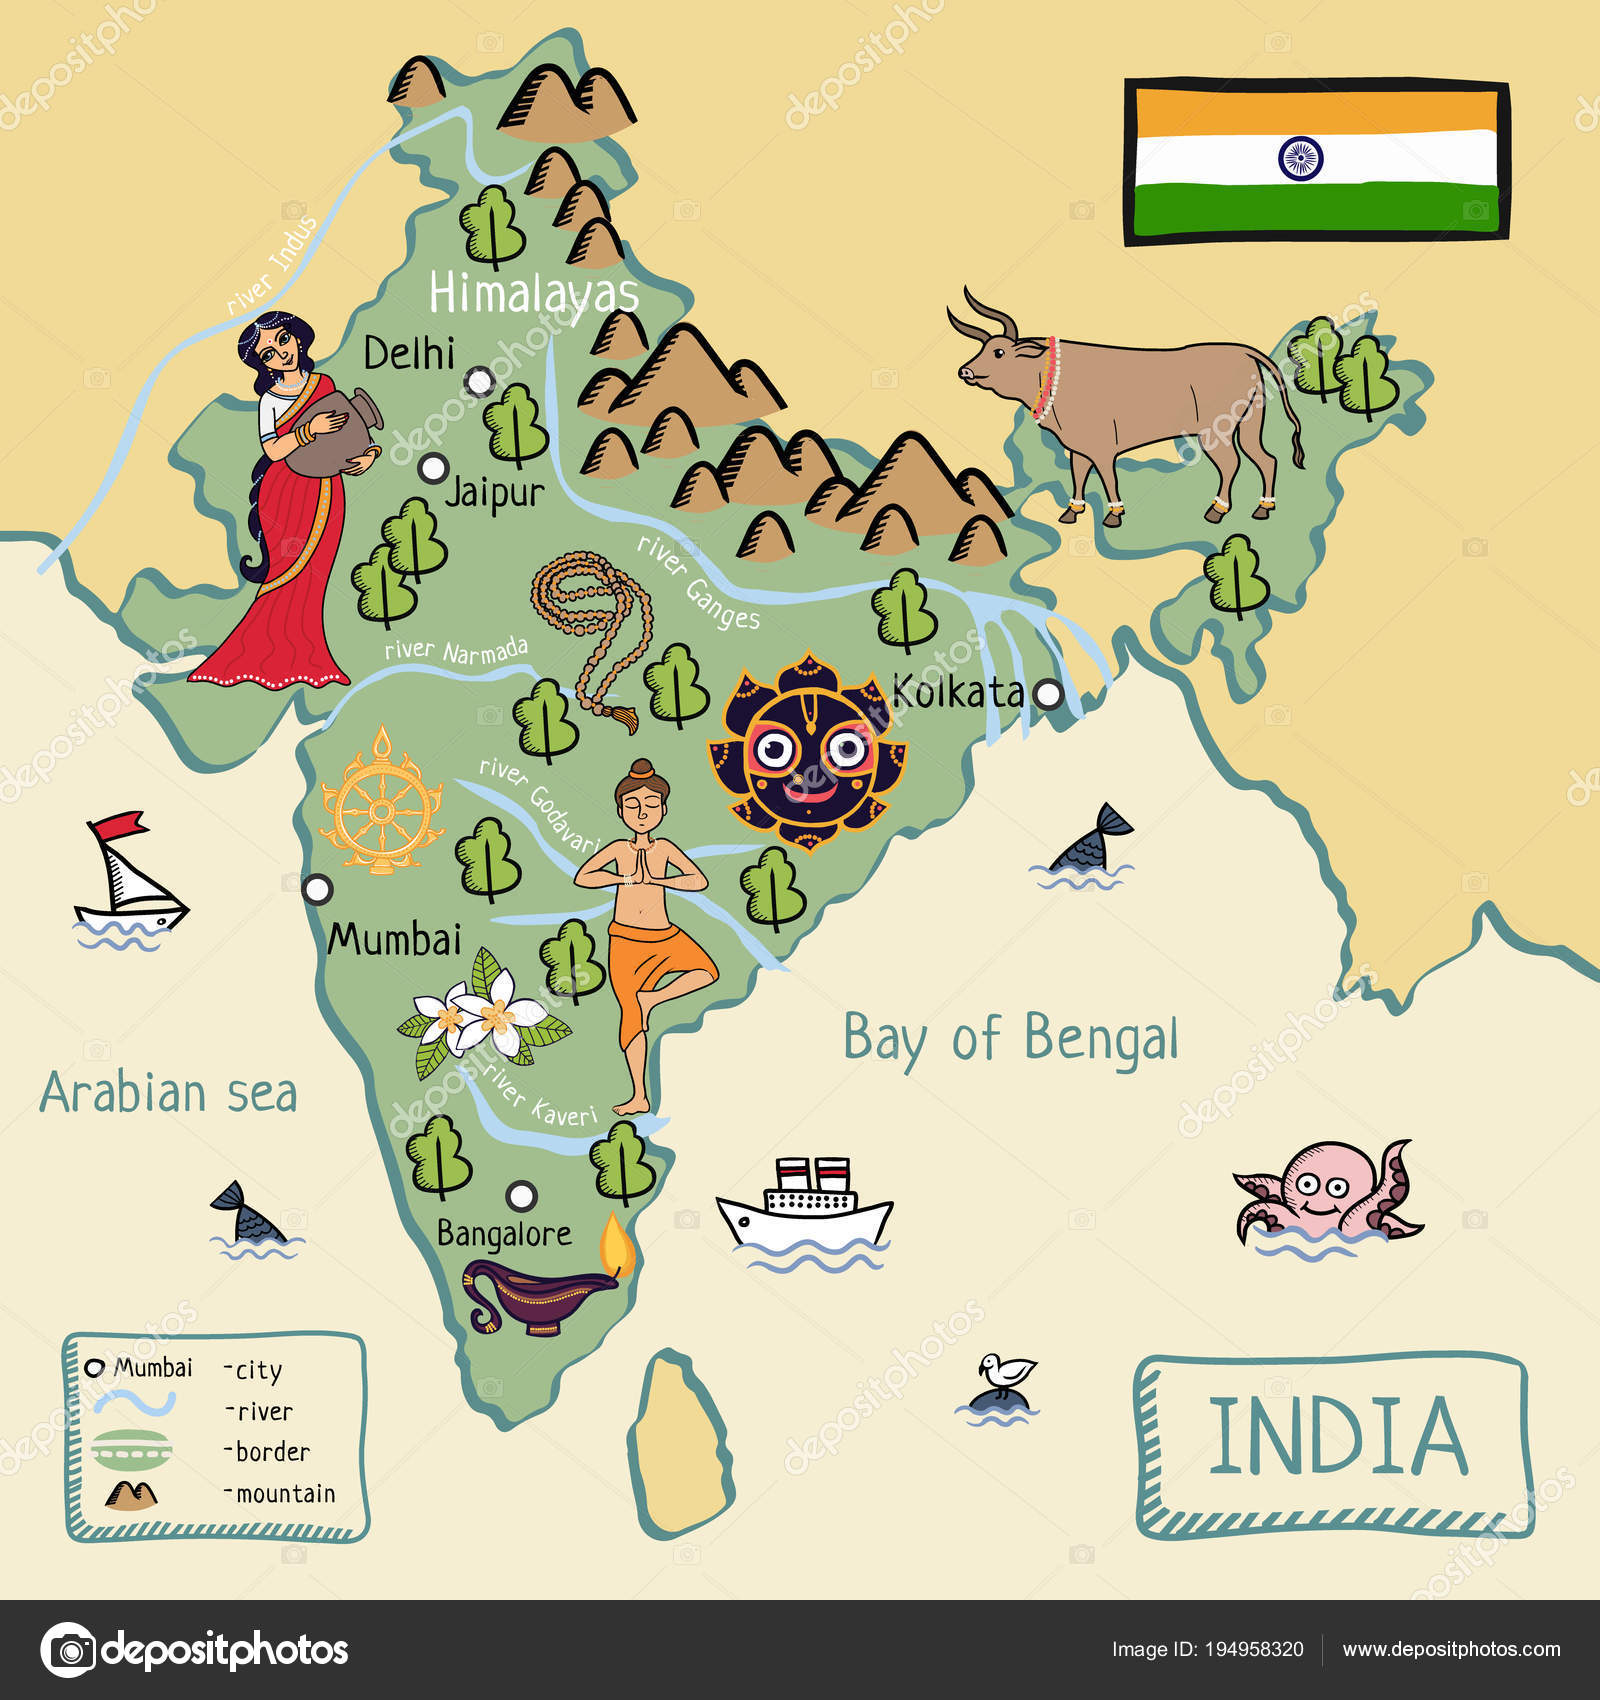 river Indus
Himalayas
Delhi
Jaipur
river Ganges
river Narmada
Kolkata
river Godavari
Mumbai
Bay of Bengal
Arabian sea
river Kaveri
Bangalore
Mumbai -city
-river
-border
-mountain
INDIA
depositphotos
Image ID: 194958320 www.depositphotos.com